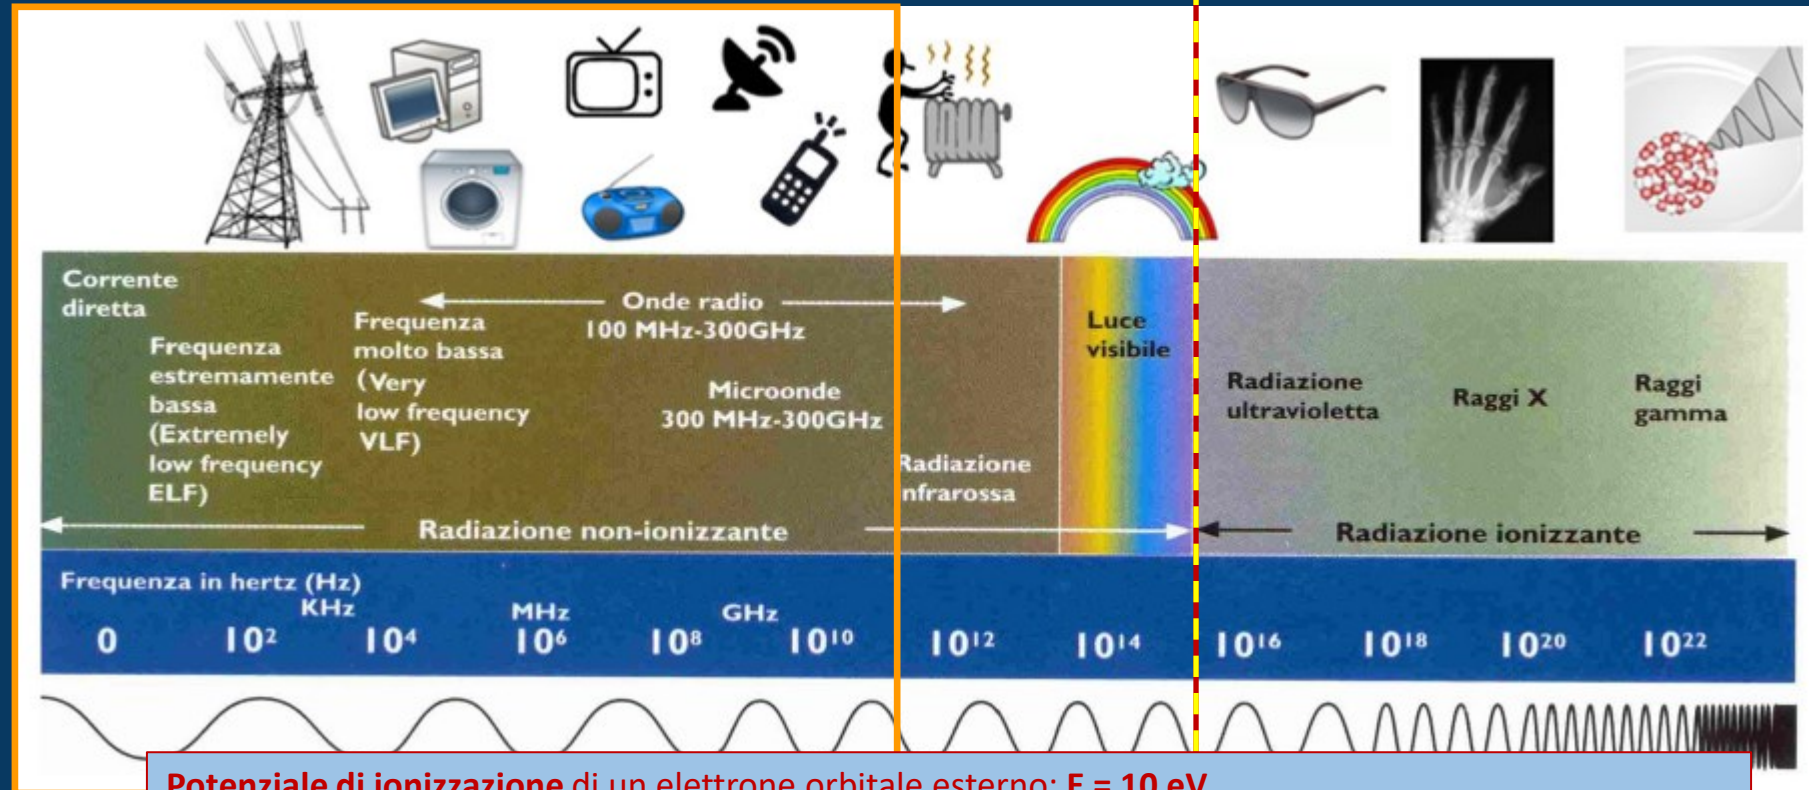 Corrente
diretta
Frequenza
estremamente
bassa
(Extremely
low frequency
ELF)
Frequenza
molto bassa
(Very
low frequency
VLF)
Onde radio
100 MHz-300GHz
Microonde
300 MHz-300GHz
Radiazione
infrarossa
Luce
visibile
Radiazione
ultravioletta
Raggi X
Raggi
gamma
Radiazione non-ionizzante
Radiazione ionizzante
Frequenza in hertz (Hz)
KHz MHz GHz
0 10² 10⁴ 10⁶ 10⁸ 10¹⁰ 10¹² 10¹⁴ 10¹⁶ 10¹⁸ 10²⁰ 10²²
Potenziale di ionizzazione di un elettrone orbitale esterno: E = 10 eV